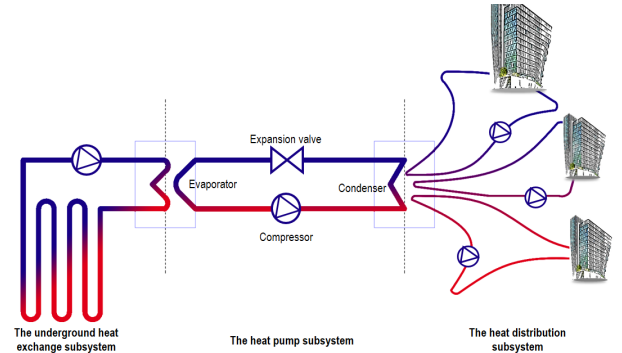 Expansion valve
Evaporator
Condenser
Compressor
The underground heat
exchange subsystem
The heat pump subsystem
The heat distribution
subsystem